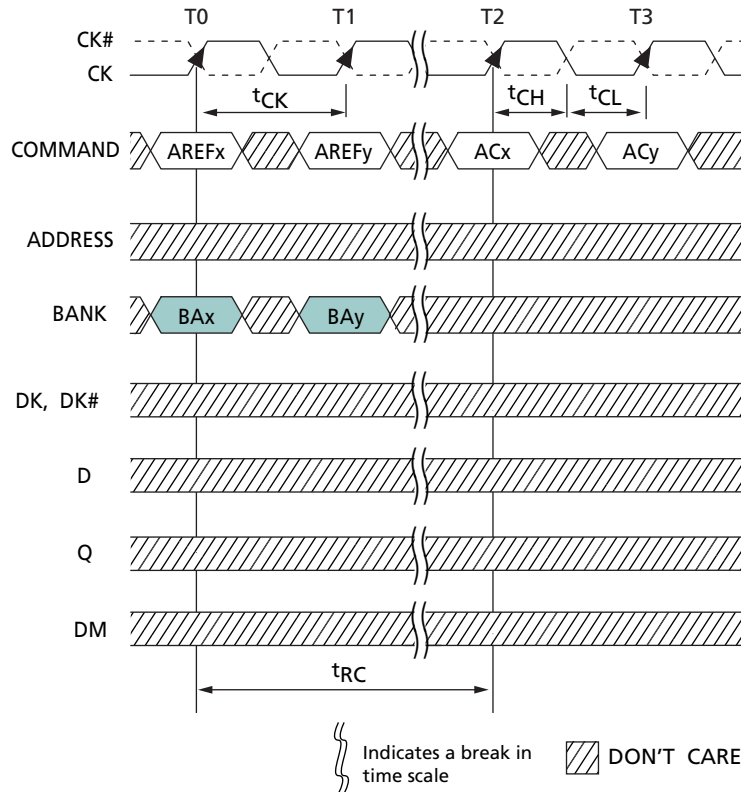 T0 T1 T2 T3
CK#
CK
tCK tCH tCL
COMMAND AREFx AREFy ACx ACy
ADDRESS
BANK BAx BAy
DK, DK#
D
Q
DM
tRC
Indicates a break in
time scale
DON'T CARE